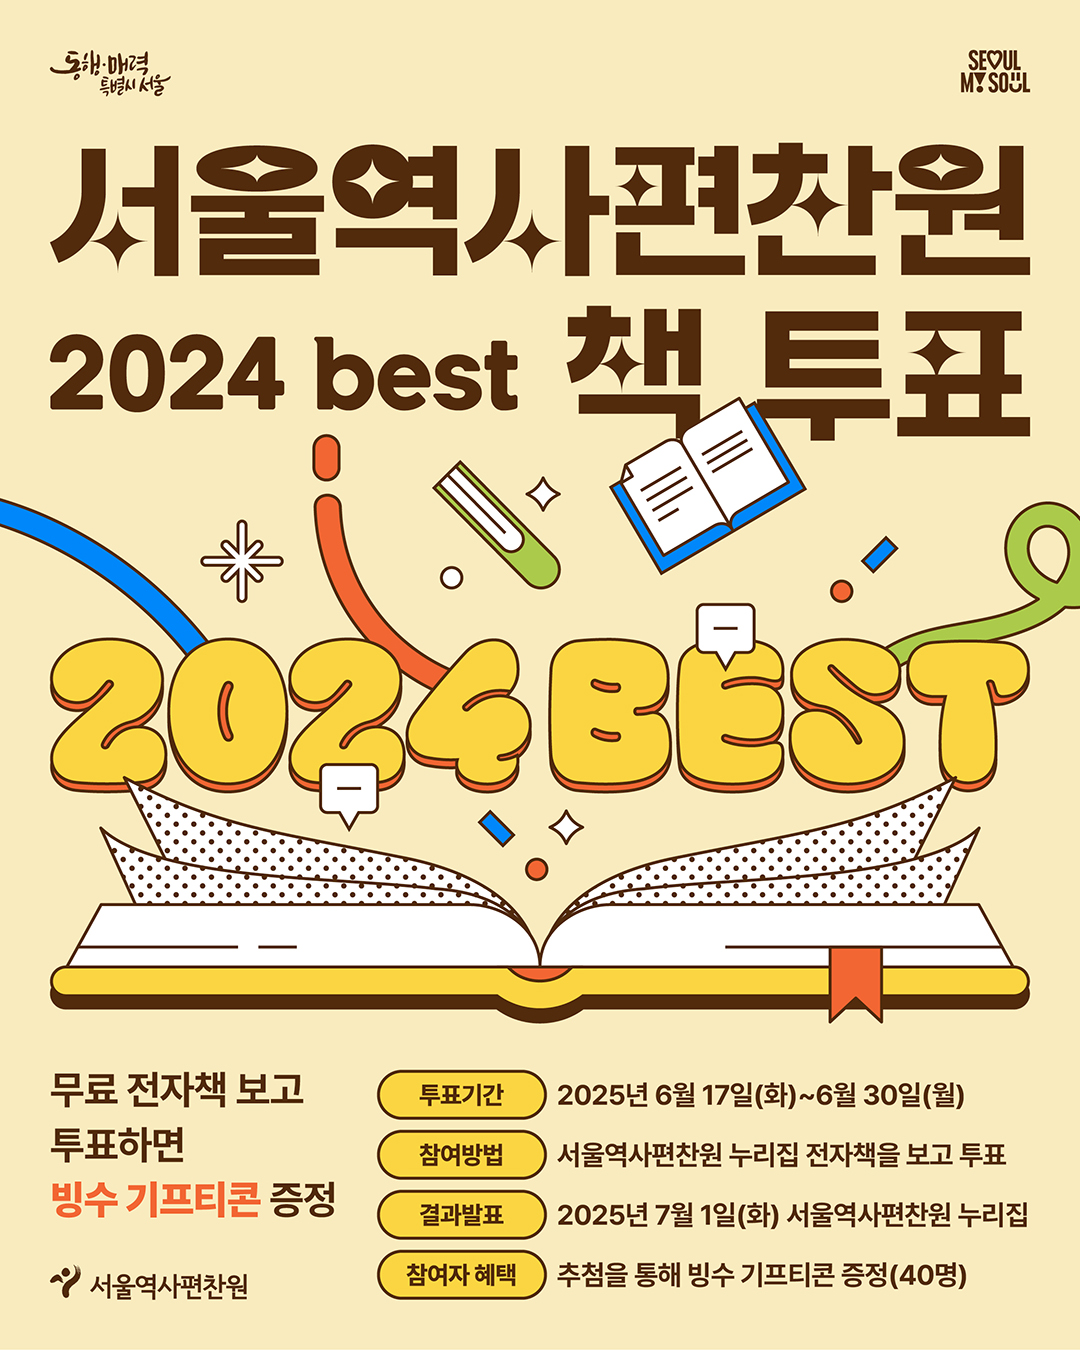 동행·매력
특별시 서울
SEOUL
MY SOUL
서울역사편찬원
2024 best 책 투표
2024 BEST
무료 전자책 보고
투표하면
빙수 기프티콘 증정
투표기간 2025년 6월 17일(화)~6월 30일(월)
참여방법 서울역사편찬원 누리집 전자책을 보고 투표
결과발표 2025년 7월 1일(화) 서울역사편찬원 누리집
참여자 혜택 추첨을 통해 빙수 기프티콘 증정(40명)
서울역사편찬원